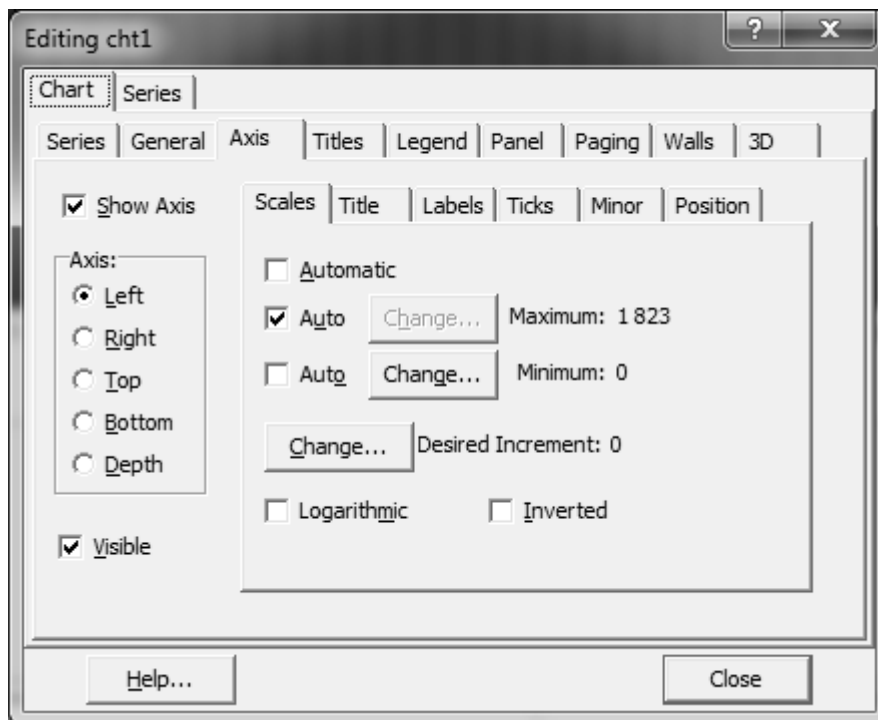 Editing cht1
? x
Chart Series
Series General Axis Titles Legend Panel Paging Walls 3D
Show Axis
Scales Title Labels Ticks Minor Position
Axis:
Left
Right
Top
Bottom
Depth
Visible
Automatic
Auto Change... Maximum: 1 823
Auto Change... Minimum: 0
Change... Desired Increment: 0
Logarithmic Inverted
Help... Close